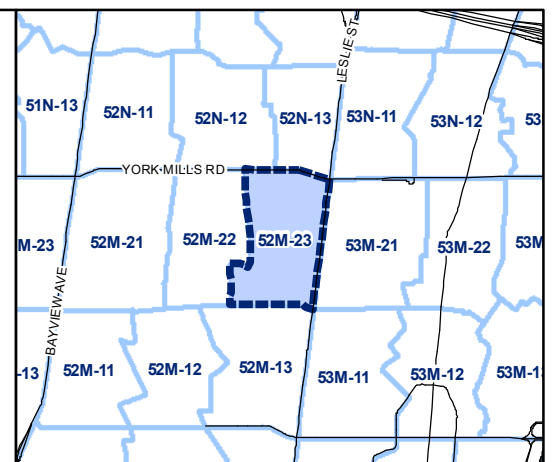 LESLIE ST
51N-13
52N-11
52N-12
52N-13
53N-11
53N-12
53
YORK MILLS RD
M-23
52M-21
52M-22
52M-23
53M-21
53M-22
53M
BAYVIEW AVE
-13
52M-11
52M-12
52M-13
53M-11
53M-12
53M-1